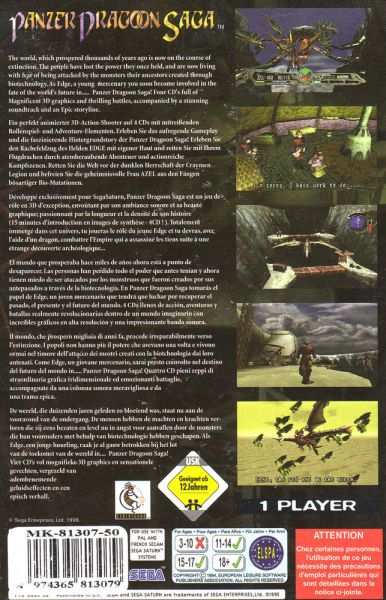 PANZER DRAGOON SAGA™
The world, which prospered thousands of years ago is now on the course of
extinction. The people have lost the power they once held, and are now living
with fear of being attacked by the monsters their ancestors created through
biotechnology. As Edge, a young mercenary you soon become involved in the
fate of the world's future in.... Panzer Dragoon Saga! Four CD's full of
Magnificent 3D graphics and thrilling battles, accompanied by a stunning
soundtrack and an Epic storyline.
Ein perfekt animierter 3D-Action-Shooter auf 4 CDs mit mitreißenden
Rollenspiel- und Adventure-Elementen. Erleben Sie das aufregende Gameplay
und die faszinierende Hintergrundstory der Panzer Dragoon Saga. Erleben Sie
den Rachefeldzug des Helden EDGE mit eigener Haut und reiten Sie mit Ihrem
Flugdrachen durch atemberaubende Abenteuer und actionreiche
Kampfszenen. Retten Sie die Welt vor der dunklen Herrschaft der Craymen
Legion und befreien Sie die geheimnisvolle Frau AZEL aus den Fängen
bösartiger Bio-Mutationen.
Développé exclusivement pour SegaSaturn, Panzer Dragoon Saga est un jeu de
rôle en 3D d'exception, envoûtant par son ambiance sonore et sa beauté
graphique; passionnant par la longueur et la densité de son histoire
(15 minutes d'introduction en images de synthèse - 4CD !). Totalement
immergé dans cet univers, tu joueras le rôle du jeune Edge et tu devras, avec
l'aide d'un dragon, combattre l'Empire qui a assassiné les tiens suite à une
étrange découverte archéologique...
El mundo que prosperaba hace miles de años ahora está a punto de
desaparecer. Las personas han perdido todo el poder que antes tenían y ahora
tienen miedo de ser atacados por los monstruos que fueron creados por sus
antepasados a través de la biotecnología. En Panzer Dragoon Saga tomarás el
papel de Edge, un joven mercenario que tendrá que luchar por recuperar el
pasado, el presente y el futuro del mundo. 4 CDs llenos de acción, aventuras y
batallas realmente revolucionarias dentro de un mundo imaginario con
increíbles gráficos en alta resolución y una impresionante banda sonora.
Il mondo, che prosperò migliaia di anni fa, procede irreparabilmente verso
l'estinzione. I popoli non hanno più il potere che avevano una volta e vivono
ormai nel timore dell'attacco dei mostri creati con la biotecnologia dai loro
antenati. Come Edge, un giovane mercenario, sarai presto coinvolto nel destino
del futuro del mondo in.... Panzer Dragoon Saga! Quattro CD pieni zeppi di
straordinaria grafica tridimensionale ed emozionanti battaglie,
accompagnate da una colonna sonora meravigliosa e da
una trama epica.
De wereld, die duizenden jaren geleden zo bloeiend was, staat nu aan de
vooravond van de ondergang. De mensen hebben de machten en krachten ver-
loren die zij eens bezaten en leven nu in angst voor aanvallen door de monsters
die hun voorouders met behulp van biotechnologie hebben geschapen. Als
Edge, een jonge huurling, raak je al gauw betrokken bij het lot
van de toekomst van de wereld in.... Panzer Dragoon Saga!
Vier CD's vol magnifieke 3D graphics en sensationele
gevechten, vergezeld van
adembenemende
geluidseffecten en een
episch verhaal.
USK
Geeignet ab
12 Jahren
1 PLAYER
© Sega Enterprises, Ltd. 1998.
MK-81307-50
4 974365 813079
FOR USE WITH
PAL AND
FRENCH SECAM
SEGA SATURN™
SYSTEMS
SEGA
For Ages / Pour Ages / Para Años / Für Jahre / Per Anni
3-10
11-14
15-17
18+
ELSPA
COPYRIGHT © 1994, EUROPEAN LEISURE SOFTWARE
PUBLISHERS ASSOCIATION. ALL RIGHTS RESERVED.
ATTENTION
Chez certaines personnes,
l'utilisation de ce jeu
nécessite des précautions
d'emploi particulières qui
sont détaillées dans la
notice ci-jointe.